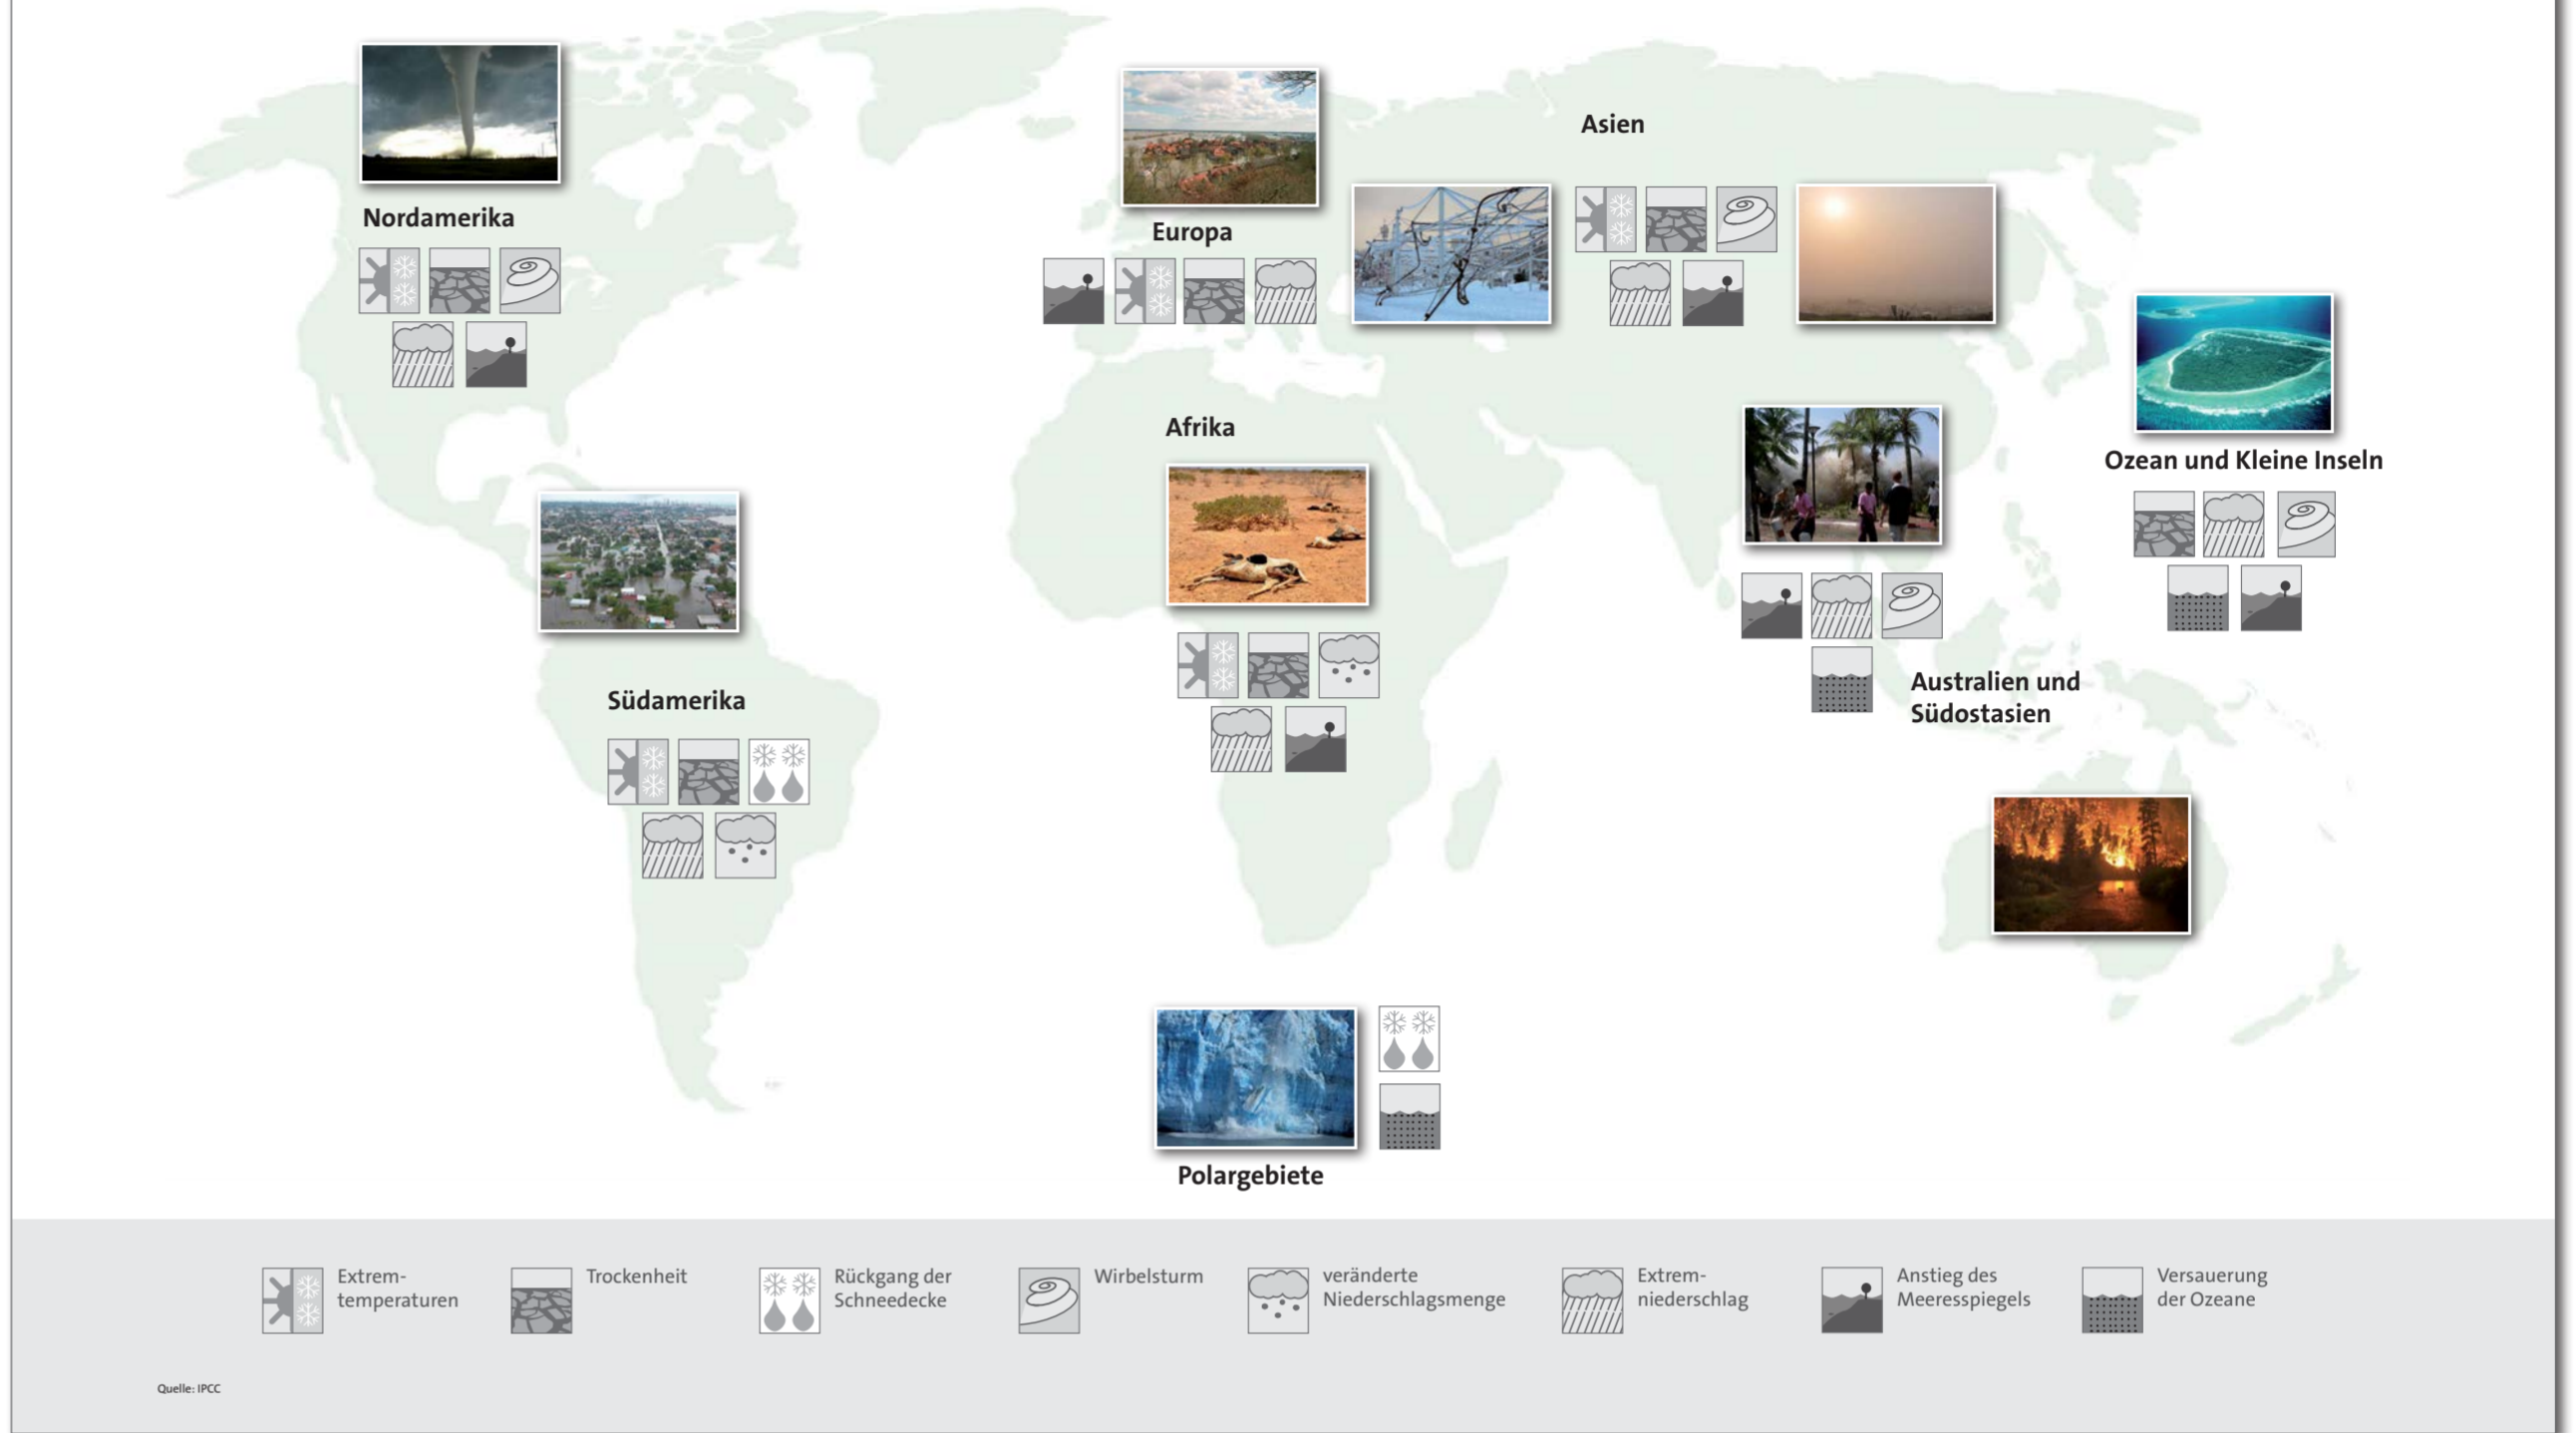 Asien
Nordamerika
Europa
Afrika
Ozean und Kleine Inseln
Australien und
Südostasien
Südamerika
Polargebiete
Extrem-
temperaturen
Trockenheit
Rückgang der
Schneedecke
Wirbelsturm
veränderte
Niederschlagsmenge
Extrem-
niederschlag
Anstieg des
Meeresspiegels
Versauerung
der Ozeane
Quelle: IPCC